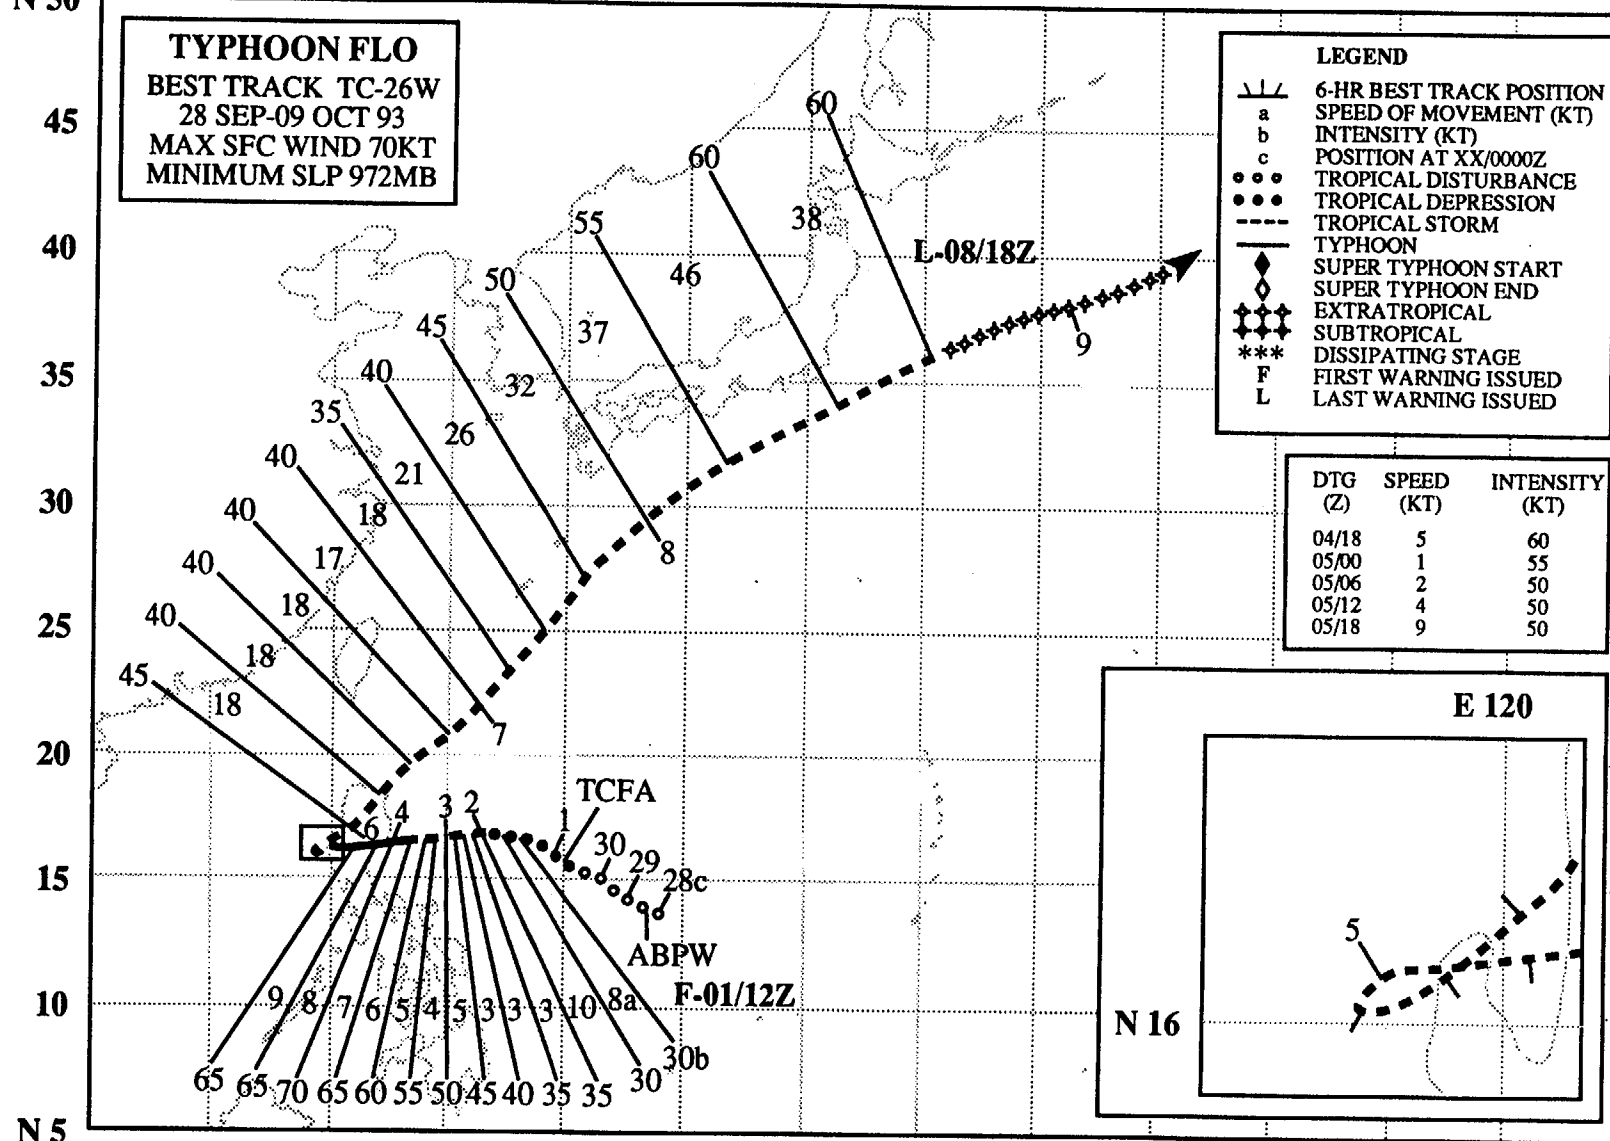 N 50
TYPHOON FLO
BEST TRACK TC-26W
28 SEP-09 OCT 93
MAX SFC WIND 70KT
MINIMUM SLP 972MB
LEGEND
6-HR BEST TRACK POSITION
a SPEED OF MOVEMENT (KT)
b INTENSITY (KT)
c POSITION AT XX/0000Z
TROPICAL DISTURBANCE
TROPICAL DEPRESSION
TROPICAL STORM
TYPHOON
SUPER TYPHOON START
SUPER TYPHOON END
EXTRATROPICAL
SUBTROPICAL
*** DISSIPATING STAGE
F FIRST WARNING ISSUED
L LAST WARNING ISSUED
DTG SPEED INTENSITY
(Z) (KT) (KT)
04/18 5 60
05/00 1 55
05/06 2 50
05/12 4 50
05/18 9 50
45
40
35
30
25
20
15
10
N 5
60
60
55
50
45
40
35
40
40
40
40
45
38
46
37
32
26
21
18
17
18
18
18
L-08/18Z
9
8
7
6
4
3
2
1
TCFA
30
29
28c
ABPW
F-01/12Z
9 8 7 6 5 4 5 3 3 3 10 8a
65 65 70 65 60 55 50 45 40 35 35 30 30b
E 120
5
N 16